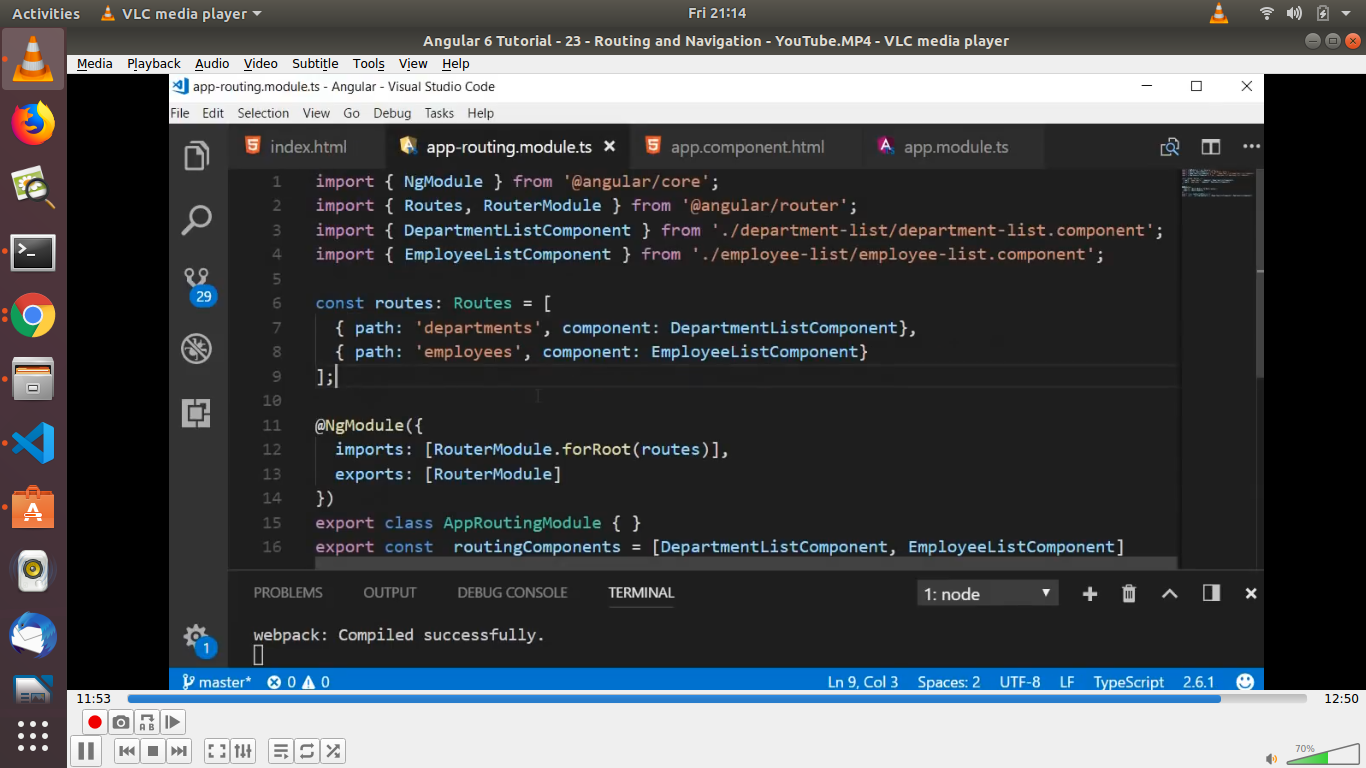 Activities VLC media player Fri 21:14
Angular 6 Tutorial - 23 - Routing and Navigation - YouTube.MP4 - VLC media player
Media Playback Audio Video Subtitle Tools View Help
app-routing.module.ts - Angular - Visual Studio Code
File Edit Selection View Go Debug Tasks Help
index.html app-routing.module.ts app.component.html app.module.ts
1 import { NgModule } from '@angular/core';
2 import { Routes, RouterModule } from '@angular/router';
3 import { DepartmentListComponent } from './department-list/department-list.component';
4 import { EmployeeListComponent } from './employee-list/employee-list.component';
5
6 const routes: Routes = [
7 { path: 'departments', component: DepartmentListComponent},
8 { path: 'employees', component: EmployeeListComponent}
9 ];
10
11 @NgModule({
12 imports: [RouterModule.forRoot(routes)],
13 exports: [RouterModule]
14 })
15 export class AppRoutingModule { }
16 export const routingComponents = [DepartmentListComponent, EmployeeListComponent]
29
PROBLEMS OUTPUT DEBUG CONSOLE TERMINAL 1: node
webpack: Compiled successfully.
1
master* 0 0 Ln 9, Col 3 Spaces: 2 UTF-8 LF TypeScript 2.6.1
11:53 12:50
A B
70%